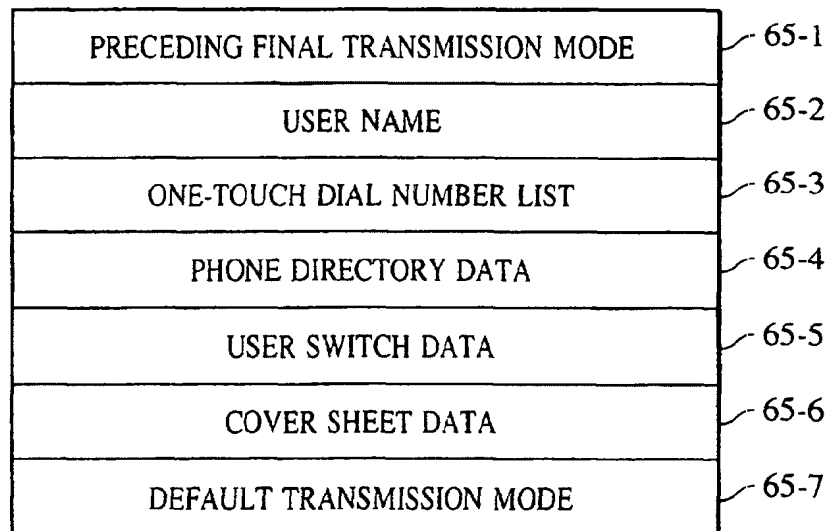 PRECEDING FINAL TRANSMISSION MODE 65-1
USER NAME 65-2
ONE-TOUCH DIAL NUMBER LIST 65-3
PHONE DIRECTORY DATA 65-4
USER SWITCH DATA 65-5
COVER SHEET DATA 65-6
DEFAULT TRANSMISSION MODE 65-7